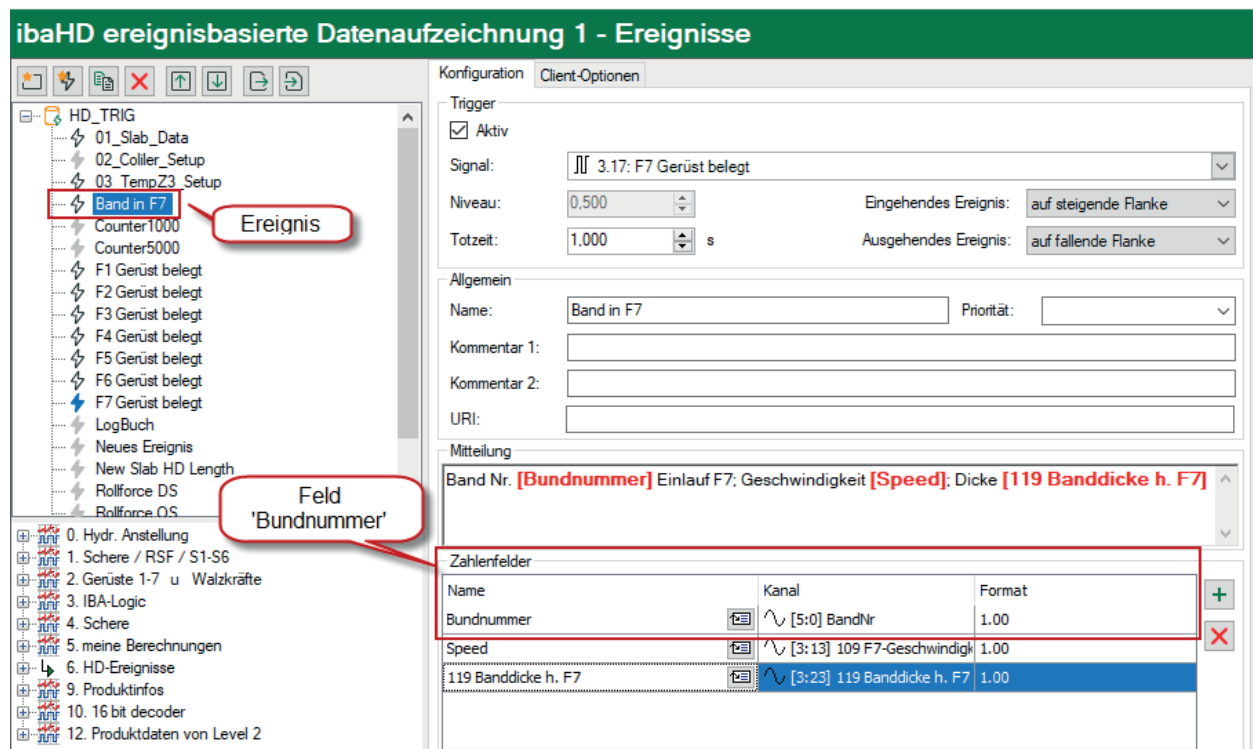 ibaHD ereignisbasierte Datenaufzeichnung 1 - Ereignisse
HD_TRIG
01_Slab_Data
02_Coliler_Setup
03_TempZ3_Setup
Band in F7
Counter1000
Counter5000
F1 Gerüst belegt
F2 Gerüst belegt
F3 Gerüst belegt
F4 Gerüst belegt
F5 Gerüst belegt
F6 Gerüst belegt
F7 Gerüst belegt
LogBuch
Neues Ereignis
New Slab HD Length
Rollforce DS
Rollforce OS
Ereignis
Feld
'Bundnummer'
0. Hydr. Anstellung
1. Schere / RSF / S1-S6
2. Gerüste 1-7 u Walzkräfte
3. IBA-Logic
4. Schere
5. meine Berechnungen
6. HD-Ereignisse
9. Produktinfos
10. 16 bit decoder
12. Produktdaten von Level 2
Konfiguration Client-Optionen
Trigger
Aktiv
Signal: 3.17: F7 Gerüst belegt
Niveau: 0,500 Eingehendes Ereignis: auf steigende Flanke
Totzeit: 1,000 s Ausgehendes Ereignis: auf fallende Flanke
Allgemein
Name: Band in F7 Priorität:
Kommentar 1:
Kommentar 2:
URI:
Mitteilung
Band Nr. [Bundnummer] Einlauf F7; Geschwindigkeit [Speed]; Dicke [119 Banddicke h. F7]
Zahlenfelder
Name Kanal Format
Bundnummer [5:0] BandNr 1.00
Speed [3:13] 109 F7-Geschwindigk 1.00
119 Banddicke h. F7 [3:23] 119 Banddicke h. F7 1.00